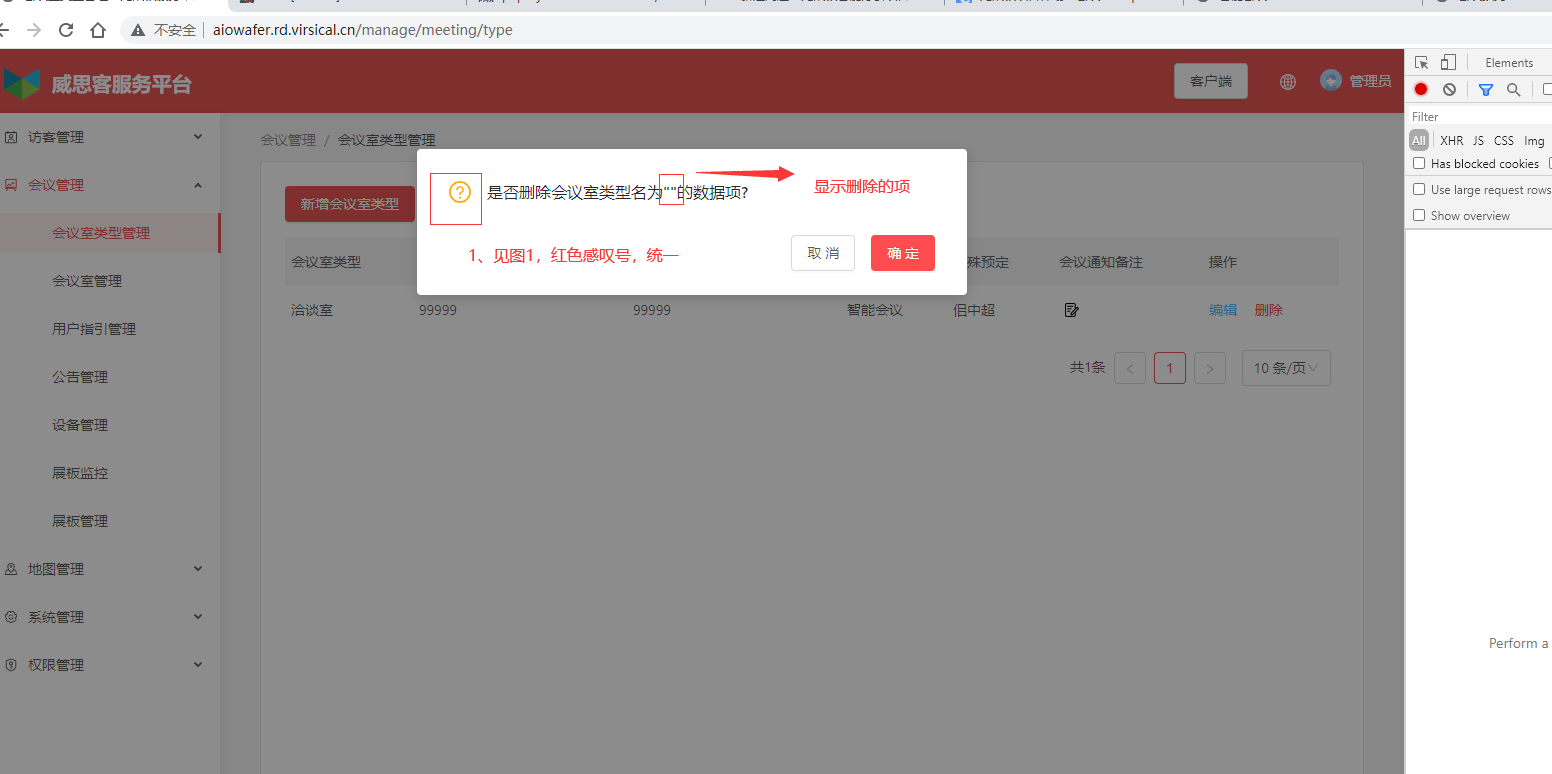 不安全 aiowafer.rd.virsical.cn/manage/meeting/type
威思客服务平台
客户端
管理员
Elements
Filter
All XHR JS CSS Img
Has blocked cookies
Use large request rows
Show overview
Perform a
访客管理
会议管理
会议室类型管理
会议室管理
用户指引管理
公告管理
设备管理
展板监控
展板管理
地图管理
系统管理
权限管理
会议管理 / 会议室类型管理
新增会议室类型
是否删除会议室类型名为""的数据项?
显示删除的项
1、见图1，红色感叹号，统一
取 消
确 定
会议室类型 殊预定 会议通知备注 操作
洽谈室 99999 99999 智能会议 但中超 编辑 删除
共1条 < 1 > 10 条/页